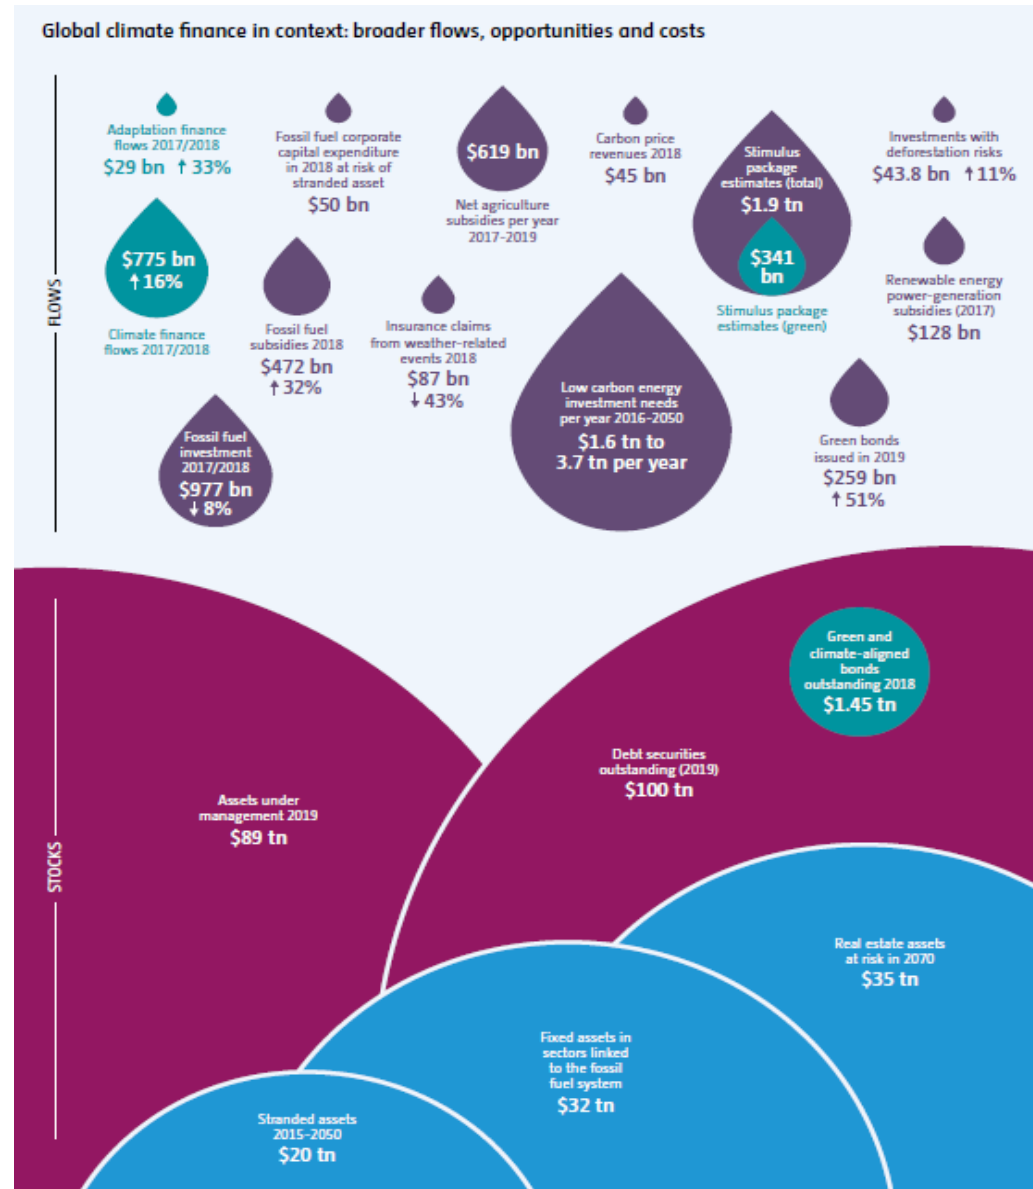 Global climate finance in context: broader flows, opportunities and costs
FLOWS
Adaptation finance
flows 2017/2018
$29 bn ↑ 33%
Fossil fuel corporate
capital expenditure
in 2018 at risk of
stranded asset
$50 bn
$619 bn
Net agriculture
subsidies per year
2017–2019
Carbon price
revenues 2018
$45 bn
Stimulus
package
estimates (total)
$1.9 tn
$341
bn
Stimulus package
estimates (green)
Investments with
deforestation risks
$43.8 bn ↑11%
$775 bn
↑16%
Climate finance
flows 2017/2018
Fossil fuel
subsidies 2018
$472 bn
↑32%
Insurance claims
from weather-related
events 2018
$87 bn
↓ 43%
Renewable energy
power-generation
subsidies (2017)
$128 bn
Fossil fuel
investment
2017/2018
$977 bn
↓ 8%
Low carbon energy
investment needs
per year 2016–2050
$1.6 tn to
3.7 tn per year
Green bonds
issued in 2019
$259 bn
↑ 51%
STOCKS
Green and
climate-aligned
bonds
outstanding 2018
$1.45 tn
Debt securities
outstanding (2019)
$100 tn
Assets under
management 2019
$89 tn
Real estate assets
at risk in 2070
$35 tn
Fixed assets in
sectors linked
to the fossil
fuel system
$32 tn
Stranded assets
2015–2050
$20 tn